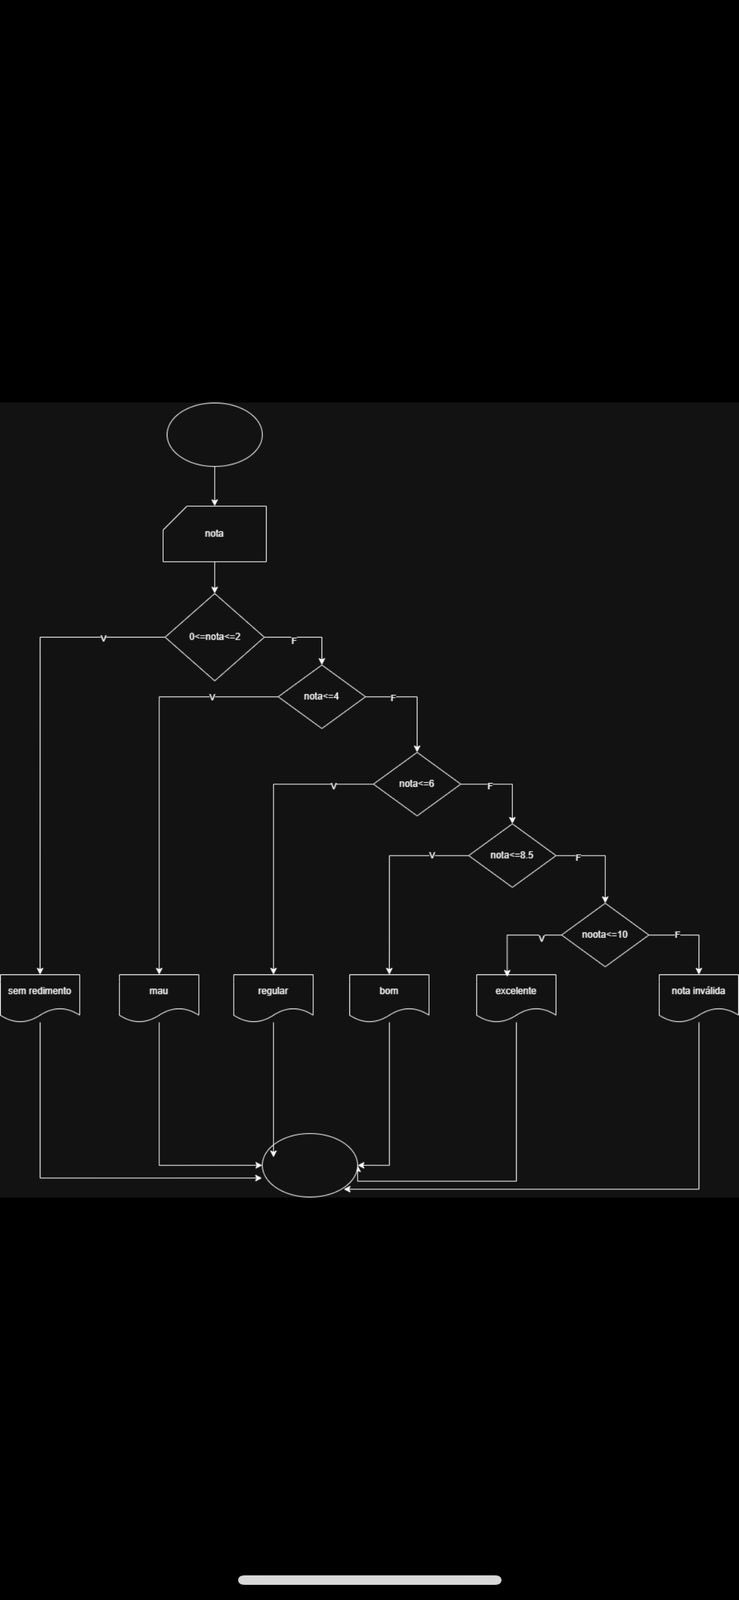 nota
0<=nota<=2
V
F
nota<=4
V
F
nota<=6
V
F
nota<=8.5
V
F
noota<=10
V
F
sem redimento
mau
regular
bom
excelente
nota inválida